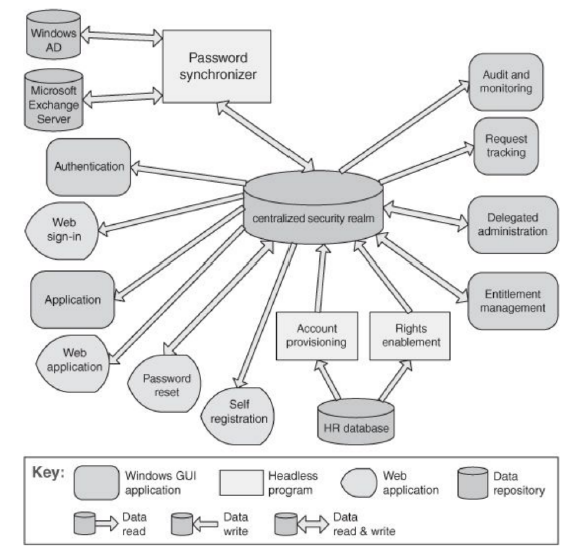 Windows
AD
Password
synchronizer
Microsoft
Exchange
Server
Audit and
monitoring
Request
tracking
Authentication
centralized security realm
Web
sign-in
Delegated
administration
Application
Entitlement
management
Account
provisioning
Rights
enablement
Web
application
Password
reset
Self
registration
HR database
Key:
Windows GUI
application
Headless
program
Web
application
Data
repository
Data
read
Data
write
Data
read & write